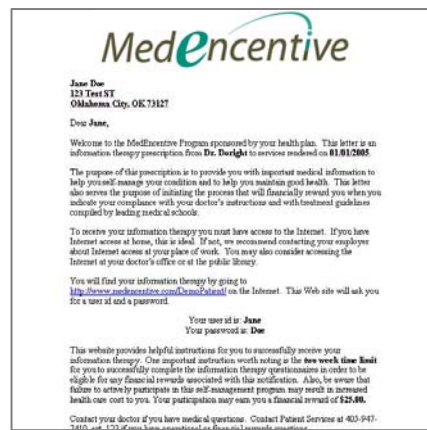 MedEncentive
Jane Doe
123 Test ST
Oklahoma City, OK 73127
Dear Jane,
Welcome to the MedEncentive Program sponsored by your health plan. This letter is an
information therapy prescription from Dr. Doright to services rendered on 01/01/2005.
The purpose of this prescription is to provide you with important medical information to
help you self-manage your condition and to help you maintain good health. This letter
also serves the purpose of initiating the process that will financially reward you when you
indicate your compliance with your doctor's instructions and with treatment guidelines
compiled by leading medical schools.
To receive your information therapy you must have access to the Internet. If you have
Internet access at home, this is ideal. If not, we recommend contacting your employer
about Internet access at your place of work. You may also consider accessing the
Internet at your doctor's office or at the public library.
You will find your information therapy by going to
http://www.medencentive.com/DemoPatient/ on the Internet. This Web site will ask you
for a user id and a password.
Your user id is: Jane
Your password is: Doe
This website provides helpful instructions for you to successfully receive your
information therapy. One important instruction worth noting is the two week time limit
for you to successfully complete the information therapy questionnaires in order to be
eligible for any financial rewards associated with this notification. Also, be aware that
failure to actively participate in this self-management program may result in increased
health care cost to you. Your participation may earn you a financial reward of $25.00.
Contact your doctor if you have medical questions. Contact Patient Services at 405-947-